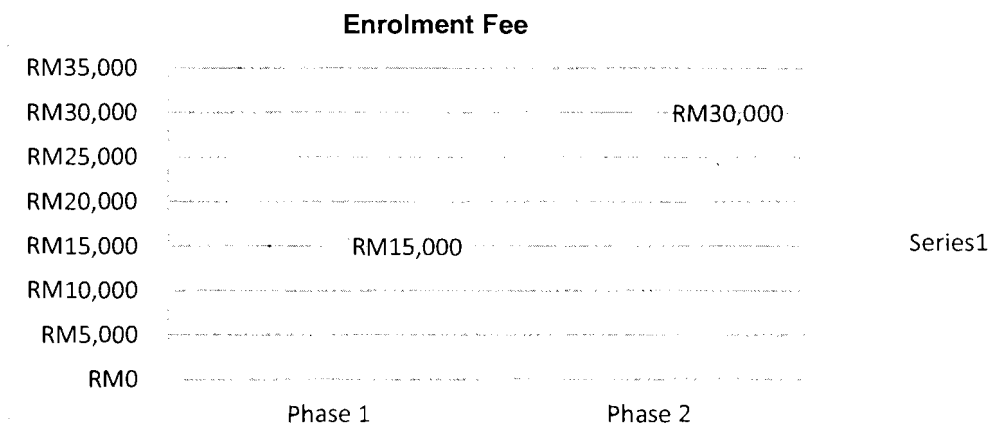 Enrolment Fee
RM35,000
RM30,000
RM30,000
RM25,000
RM20,000
RM15,000
RM15,000
Series1
RM10,000
RM5,000
RM0
Phase 1
Phase 2